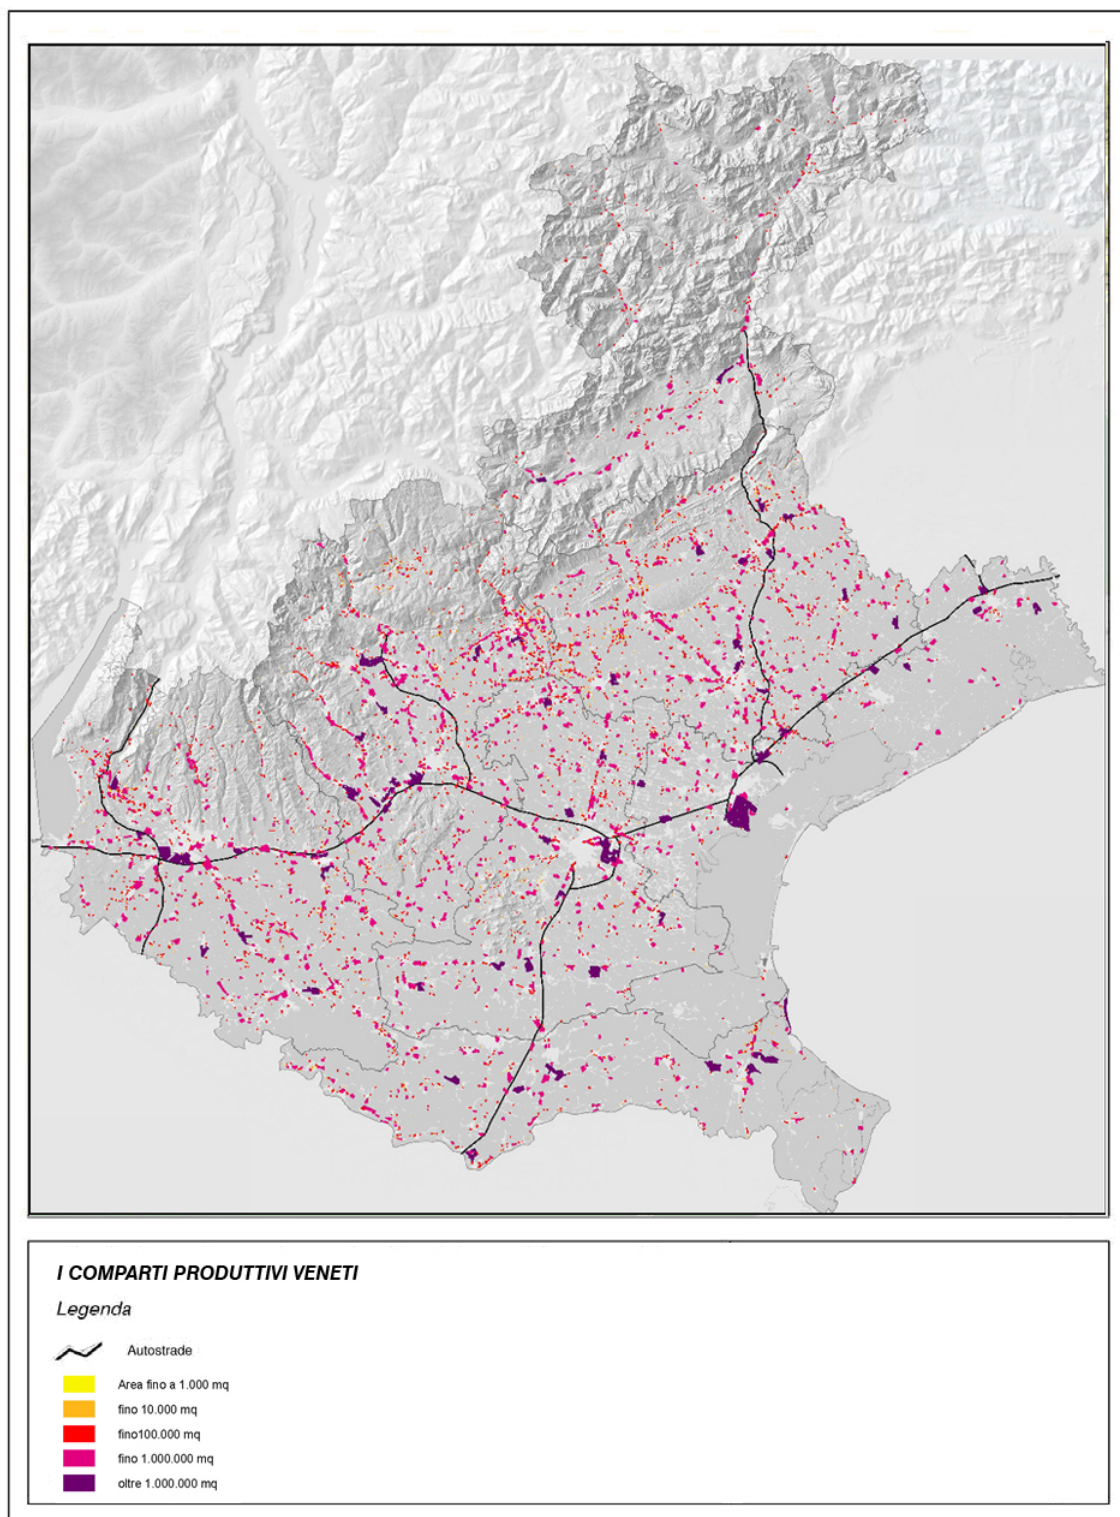 I COMPARTI PRODUTTIVI VENETI
Legenda
Autostrade
Area fino a 1.000 mq
fino 10.000 mq
fino100.000 mq
fino 1.000.000 mq
oltre 1.000.000 mq